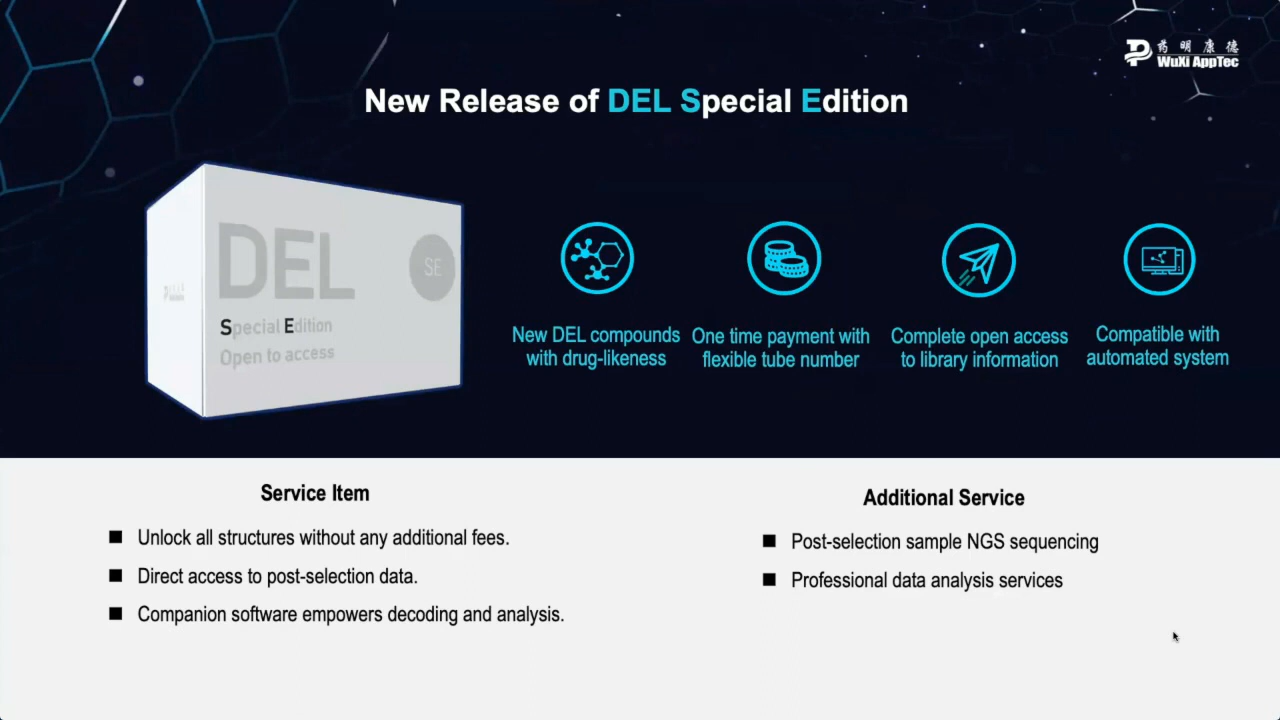 药 明 康 德
WuXi AppTec
New Release of DEL Special Edition
DEL
SE
Special Edition
Open to access
New DEL compounds
with drug-likeness
One time payment with
flexible tube number
Complete open access
to library information
Compatible with
automated system
Service Item
■ Unlock all structures without any additional fees.
■ Direct access to post-selection data.
■ Companion software empowers decoding and analysis.
Additional Service
■ Post-selection sample NGS sequencing
■ Professional data analysis services